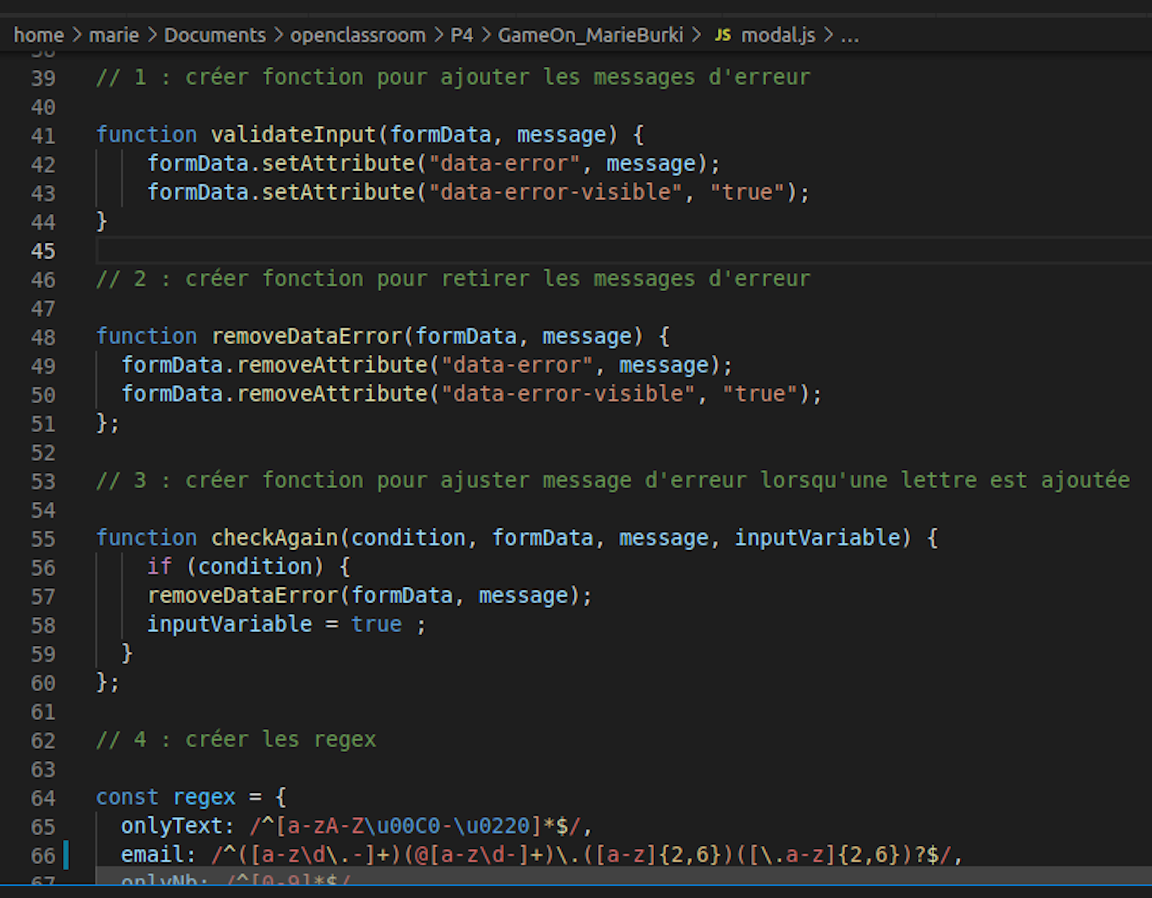 home > marie > Documents > openclassroom > P4 > GameOn_MarieBurki > JS modal.js > ...
38
39 // 1 : créer fonction pour ajouter les messages d'erreur
40
41 function validateInput(formData, message) {
42 formData.setAttribute("data-error", message);
43 formData.setAttribute("data-error-visible", "true");
44 }
45
46 // 2 : créer fonction pour retirer les messages d'erreur
47
48 function removeDataError(formData, message) {
49 formData.removeAttribute("data-error", message);
50 formData.removeAttribute("data-error-visible", "true");
51 };
52
53 // 3 : créer fonction pour ajuster message d'erreur lorsqu'une lettre est ajoutée
54
55 function checkAgain(condition, formData, message, inputVariable) {
56 if (condition) {
57 removeDataError(formData, message);
58 inputVariable = true ;
59 }
60 };
61
62 // 4 : créer les regex
63
64 const regex = {
65 onlyText: /^[a-zA-Z\u00C0-\u0220]*$/,
66 email: /^([a-z\d\.-]+)(@[a-z\d-]+)\.([a-z]{2,6})([\.a-z]{2,6})?$/,
67 onlyNb: /^[0-9]*$/